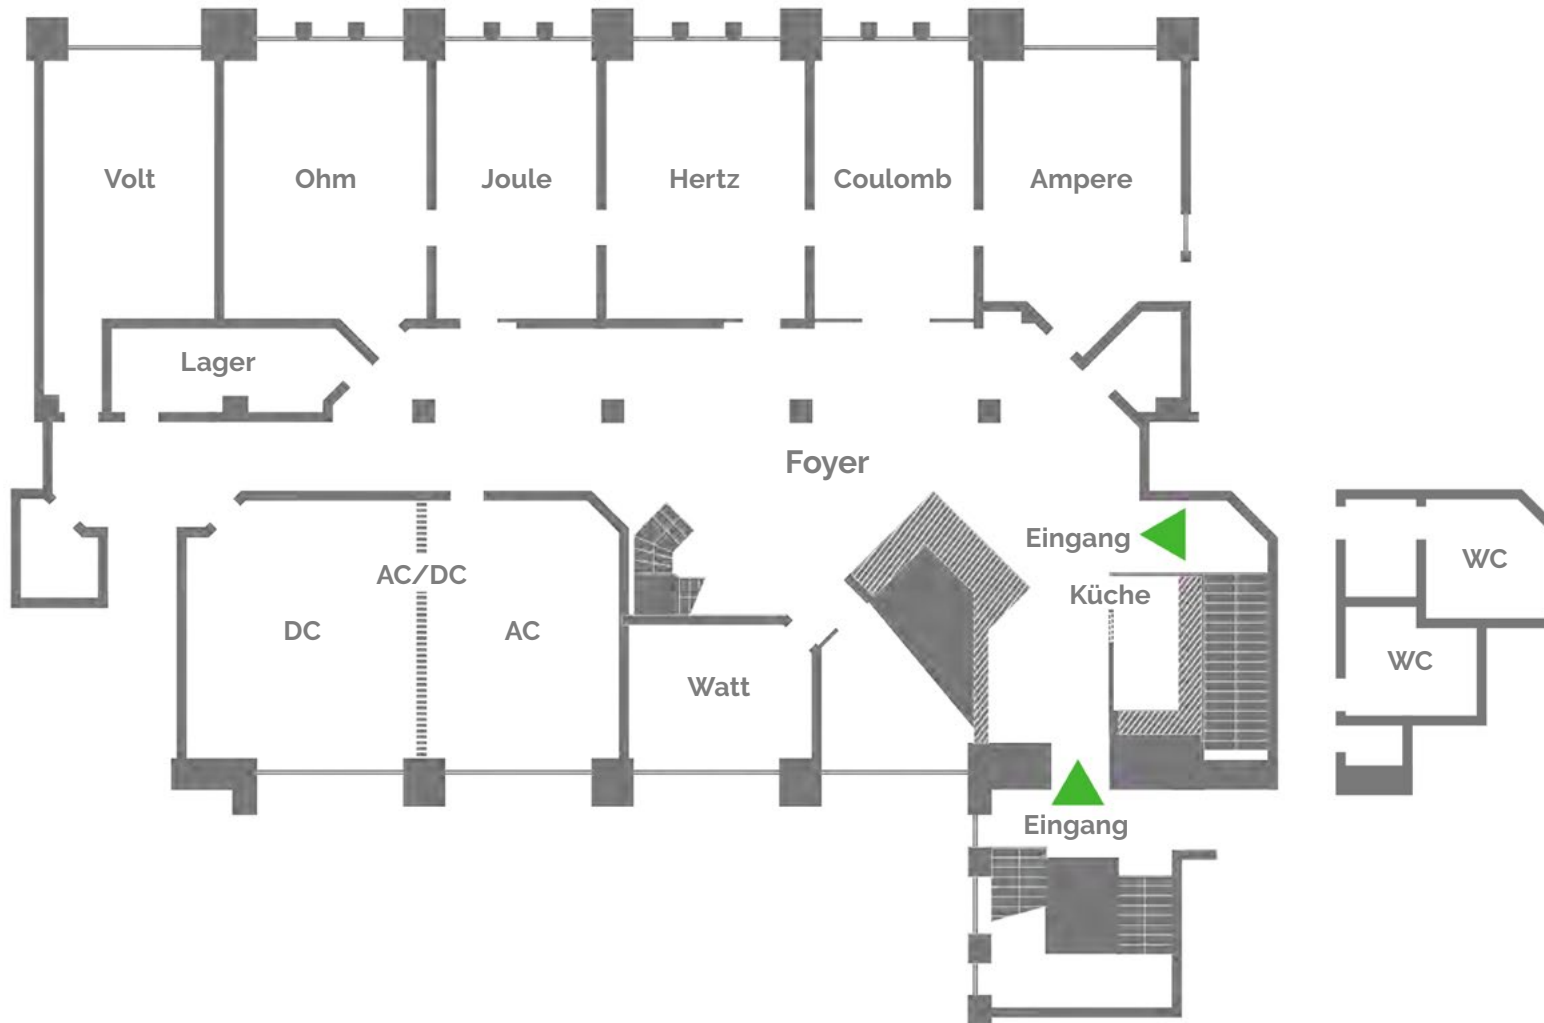 Volt
Ohm
Joule
Hertz
Coulomb
Ampere
Lager
Foyer
Eingang
AC/DC
Küche
WC
DC
AC
Watt
WC
Eingang